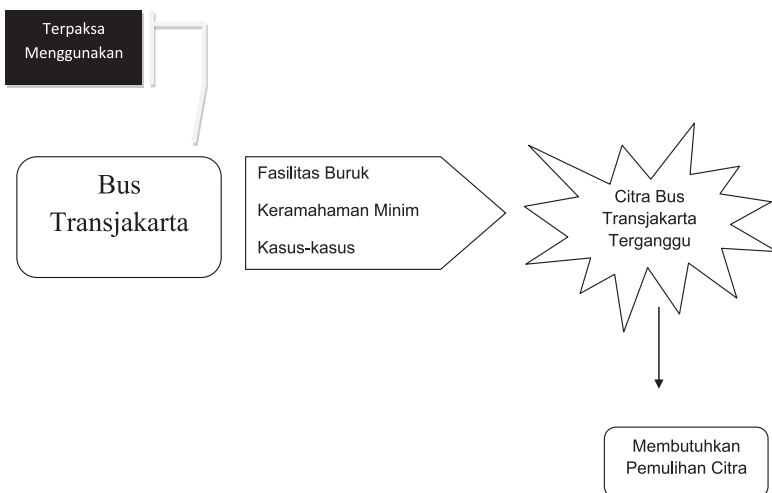 Terpaksa
Menggunakan
Bus
Transjakarta
Fasilitas Buruk
Keramahaman Minim
Kasus-kasus
Citra Bus
Transjakarta
Terganggu
Membutuhkan
Pemulihan Citra